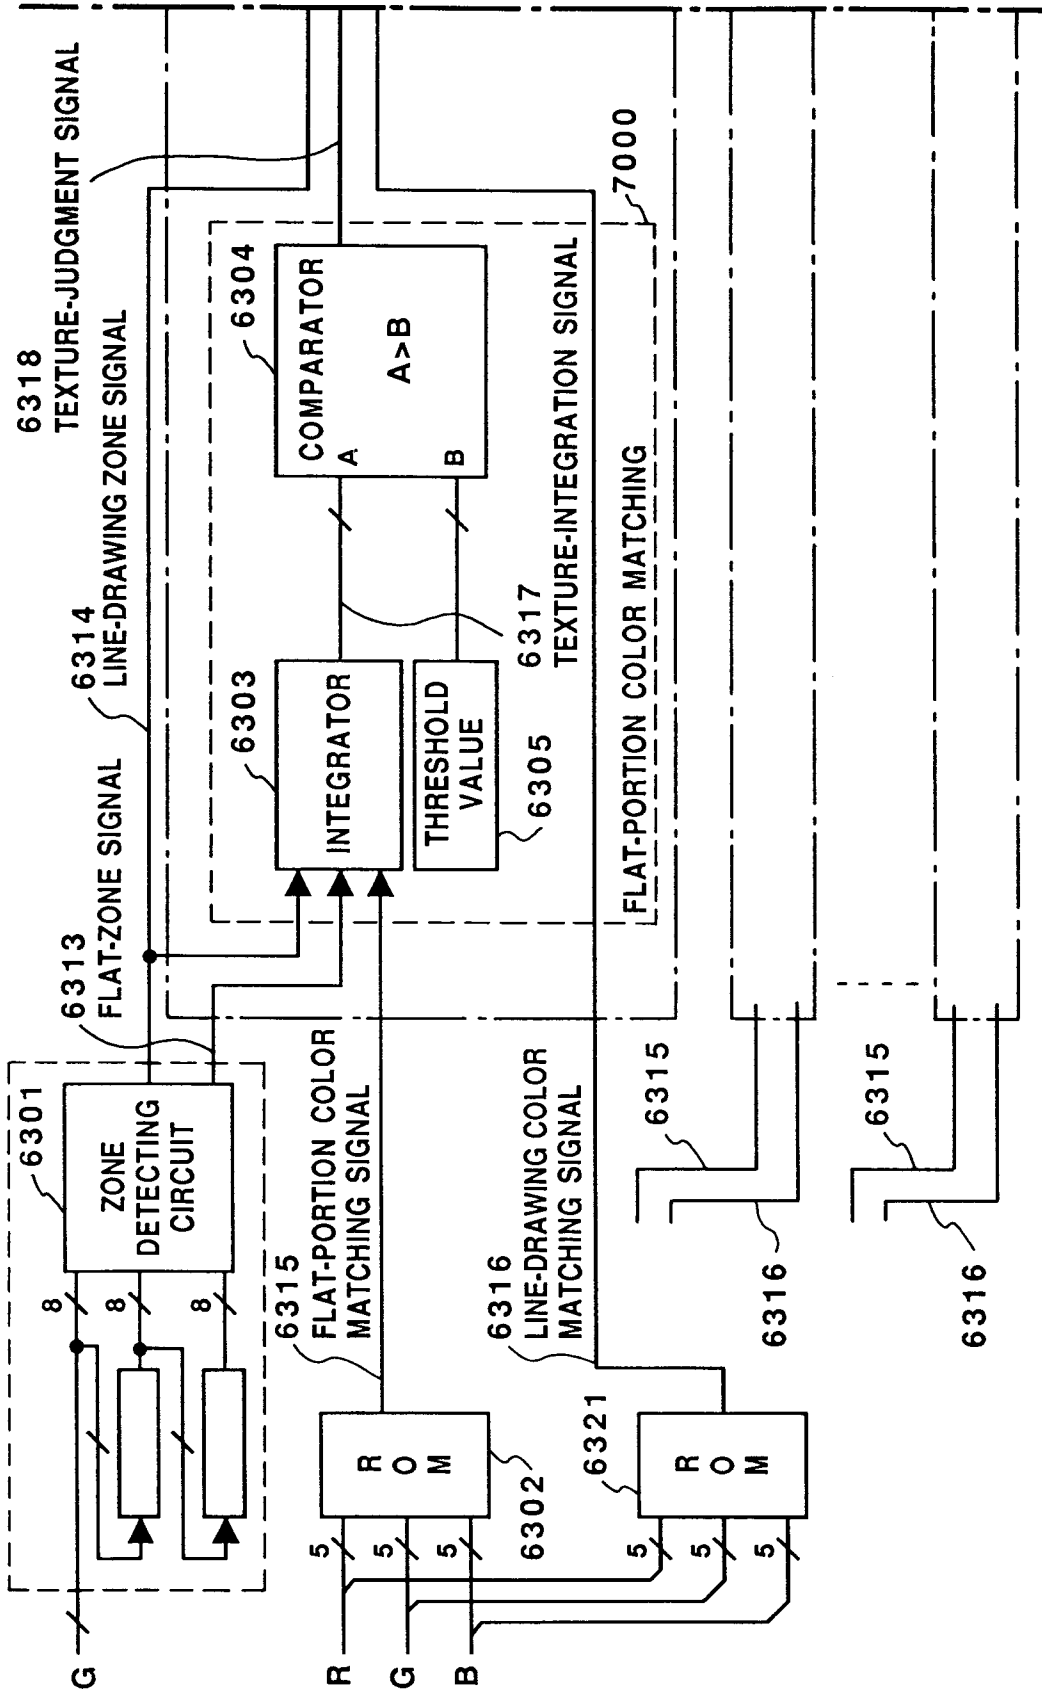 6318
TEXTURE-JUDGMENT SIGNAL
6314
LINE-DRAWING ZONE SIGNAL
6313
FLAT-ZONE SIGNAL
6301
ZONE
DETECTING
CIRCUIT
8
8
8
G
6303
INTEGRATOR
6304
COMPARATOR
A
A>B
B
THRESHOLD
VALUE
6305
6317
TEXTURE-INTEGRATION SIGNAL
FLAT-PORTION COLOR MATCHING
7000
6315
FLAT-PORTION COLOR
MATCHING SIGNAL
R
5
G
5
B
5
ROM
6302
6316
LINE-DRAWING COLOR
MATCHING SIGNAL
6321
5
5
5
ROM
6315
6316
6315
6316